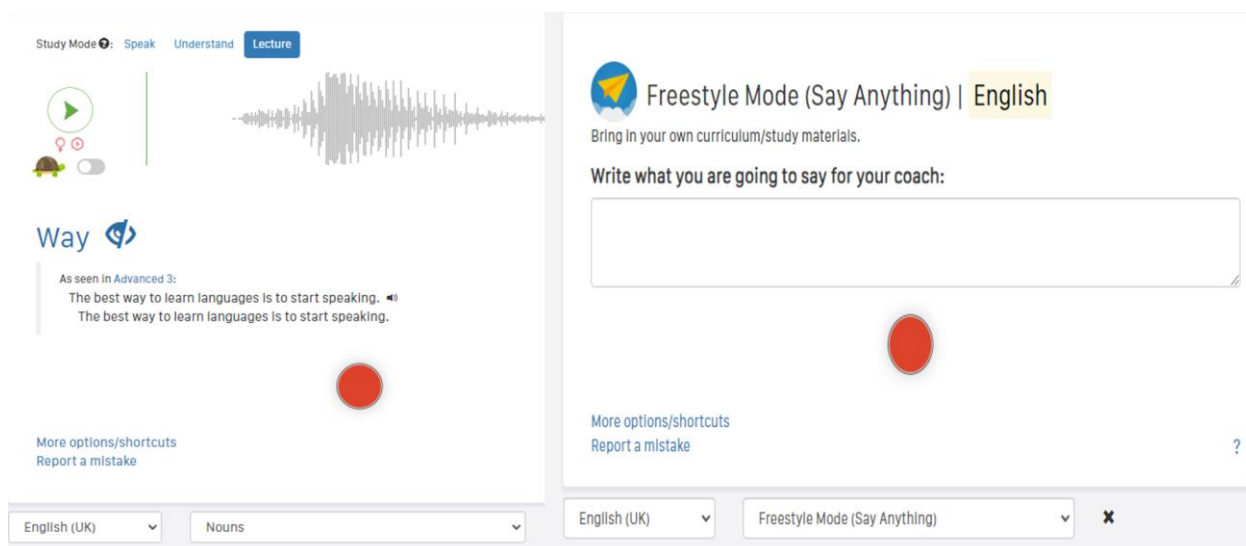 Study Mode ?: Speak Understand Lecture
Way
As seen in Advanced 3:
The best way to learn languages is to start speaking.
The best way to learn languages is to start speaking.
More options/shortcuts
Report a mistake
English (UK) Nouns
Freestyle Mode (Say Anything) | English
Bring in your own curriculum/study materials.
Write what you are going to say for your coach:
More options/shortcuts
Report a mistake ?
English (UK) Freestyle Mode (Say Anything) ✖